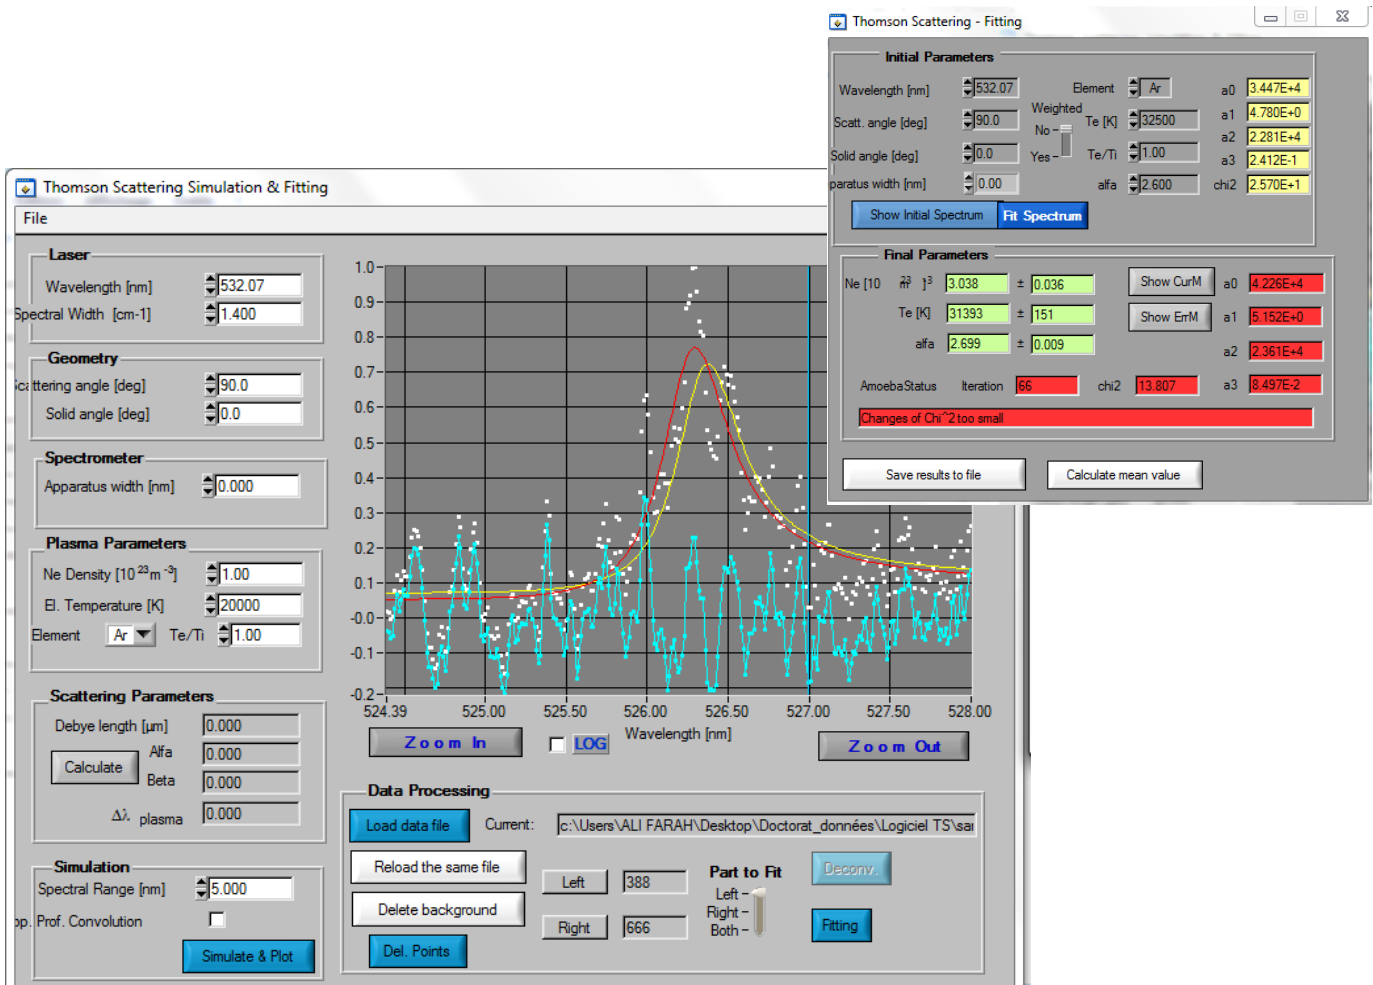 Thomson Scattering - Fitting
Initial Parameters
Wavelength [nm] 532.07 Element Ar a0 3.447E+4
Scatt. angle [deg] 90.0 Weighted No Yes Te [K] 32500 a1 4.780E+0
a2 2.281E+4
Solid angle [deg] 0.0 Te/Ti 1.00 a3 2.412E-1
paratus width [nm] 0.00 alfa 2.600 chi2 2.570E+1
Show Initial Spectrum Fit Spectrum
Final Parameters
Ne [10 ]³ 3.038 ± 0.036 Show CurM a0 4.226E+4
Te [K] 31393 ± 151 Show ErrM a1 5.152E+0
alfa 2.699 ± 0.009 a2 2.361E+4
AmoebaStatus Iteration 66 chi2 13.807 a3 8.497E-2
Changes of Chi^2 too small
Save results to file Calculate mean value
Thomson Scattering Simulation & Fitting
File
Laser
Wavelength [nm] 532.07
Spectral Width [cm-1] 1.400
Geometry
cattering angle [deg] 90.0
Solid angle [deg] 0.0
Spectrometer
Apparatus width [nm] 0.000
Plasma Parameters
Ne Density [10²³m⁻³] 1.00
El. Temperature [K] 20000
Element Ar Te/Ti 1.00
Scattering Parameters
Debye length [µm] 0.000
Calculate
Alfa 0.000
Beta 0.000
Δλ plasma 0.000
Simulation
Spectral Range [nm] 5.000
pp. Prof. Convolution
Simulate & Plot
1.0
0.9
0.8
0.7
0.6
0.5
0.4
0.3
0.2
0.1
-0.0
-0.1
-0.2
524.39 525.00 525.50 526.00 526.50 527.00 527.50 528.00
Wavelength [nm]
Zoom In LOG Zoom Out
Data Processing
Load data file Current: c:\Users\ALI FARAH\Desktop\Doctorat_données\Logiciel TS\sar
Reload the same file
Delete background
Del. Points
Left 388
Right 666
Part to Fit
Left
Right
Both
Deconv.
Fitting